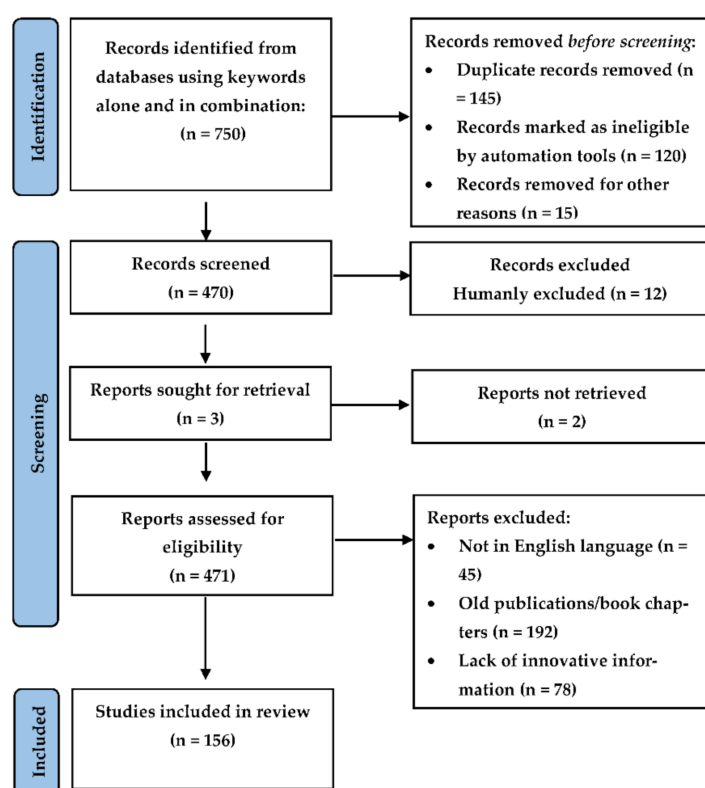 Identification
Records identified from
databases using keywords
alone and in combination:
(n = 750)
Records removed before screening:
• Duplicate records removed (n
= 145)
• Records marked as ineligible
by automation tools (n = 120)
• Records removed for other
reasons (n = 15)
Screening
Records screened
(n = 470)
Records excluded
Humanly excluded (n = 12)
Reports sought for retrieval
(n = 3)
Reports not retrieved
(n = 2)
Reports assessed for
eligibility
(n = 471)
Reports excluded:
• Not in English language (n =
45)
• Old publications/book chap-
ters (n = 192)
• Lack of innovative infor-
mation (n = 78)
Included
Studies included in review
(n = 156)